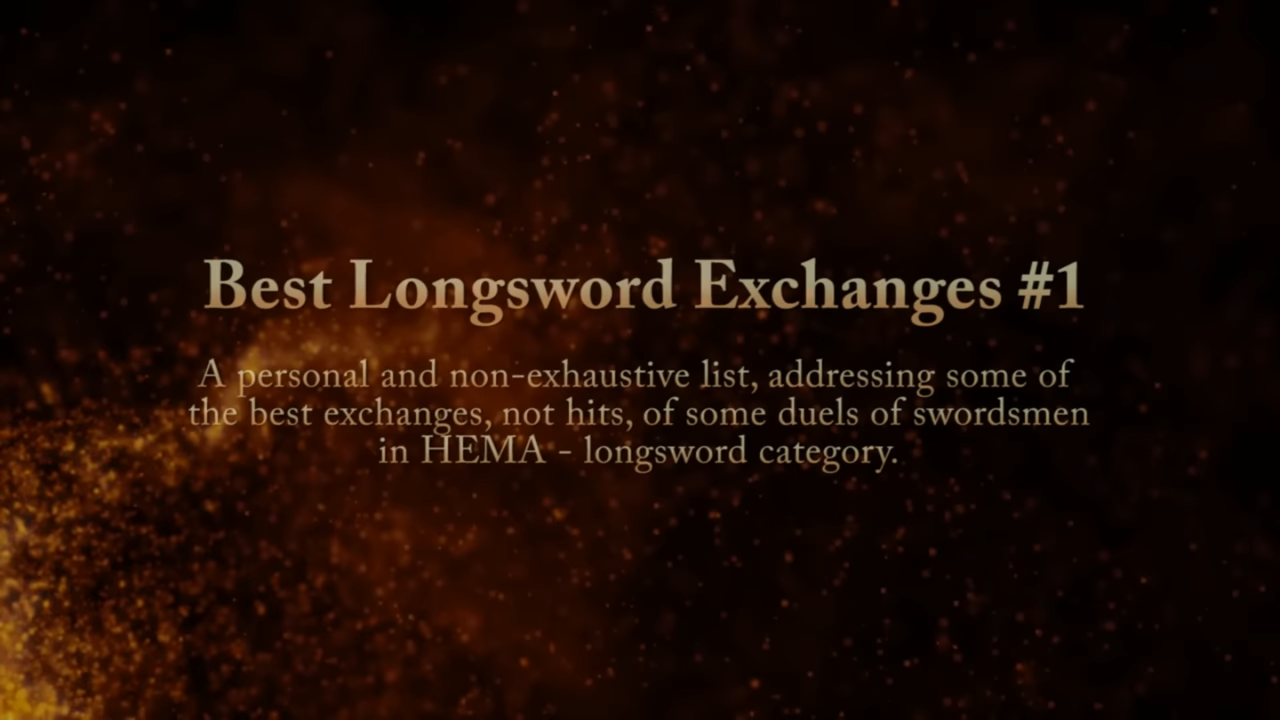 Best Longsword Exchanges #1
A personal and non-exhaustive list, addressing some of
the best exchanges, not hits, of some duels of swordsmen
in HEMA - longsword category.